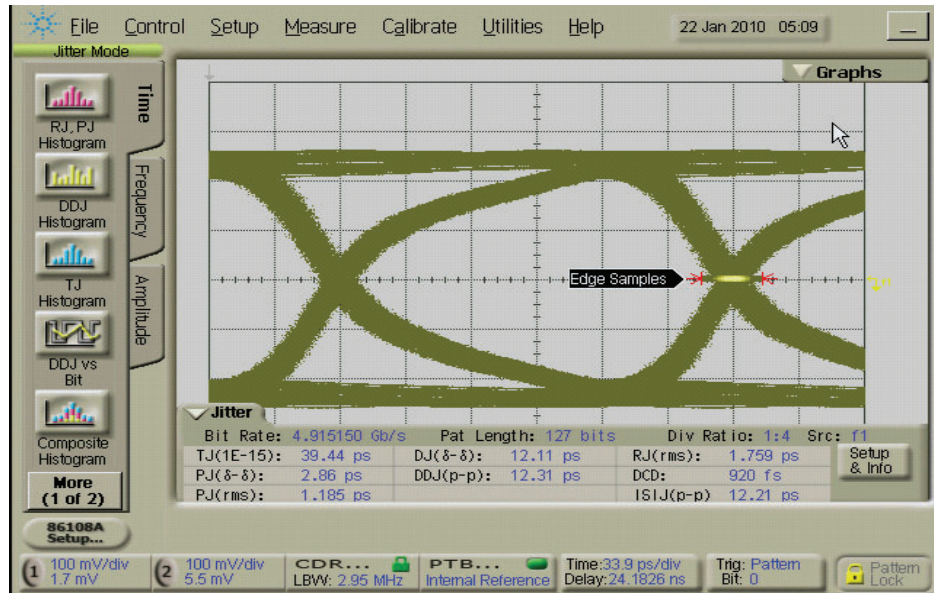 File Control Setup Measure Calibrate Utilities Help 22 Jan 2010 05:09
Jitter Mode
Graphs
RJ, PJ
Histogram
DDJ
Histogram
TJ
Histogram
DDJ vs
Bit
Composite
Histogram
More
(1 of 2)
86108A
Setup...
Time
Frequency
Amplitude
Edge Samples
Jitter
Bit Rate: 4.915150 Gb/s Pat Length: 127 bits Div Ratio: 1:4 Src: f1
TJ(1E-15): 39.44 ps DJ(δ-δ): 12.11 ps RJ(rms): 1.759 ps
PJ(δ-δ): 2.86 ps DDJ(p-p): 12.31 ps DCD: 920 fs
PJ(rms): 1.185 ps ISIJ(p-p) 12.21 ps
Setup
& Info
1 100 mV/div 2 100 mV/div CDR... PTB... Time:33.9 ps/div Trig: Pattern Pattern
1.7 mV 5.5 mV LBW: 2.95 MHz Internal Reference Delay:24.1826 ns Bit: 0 Lock